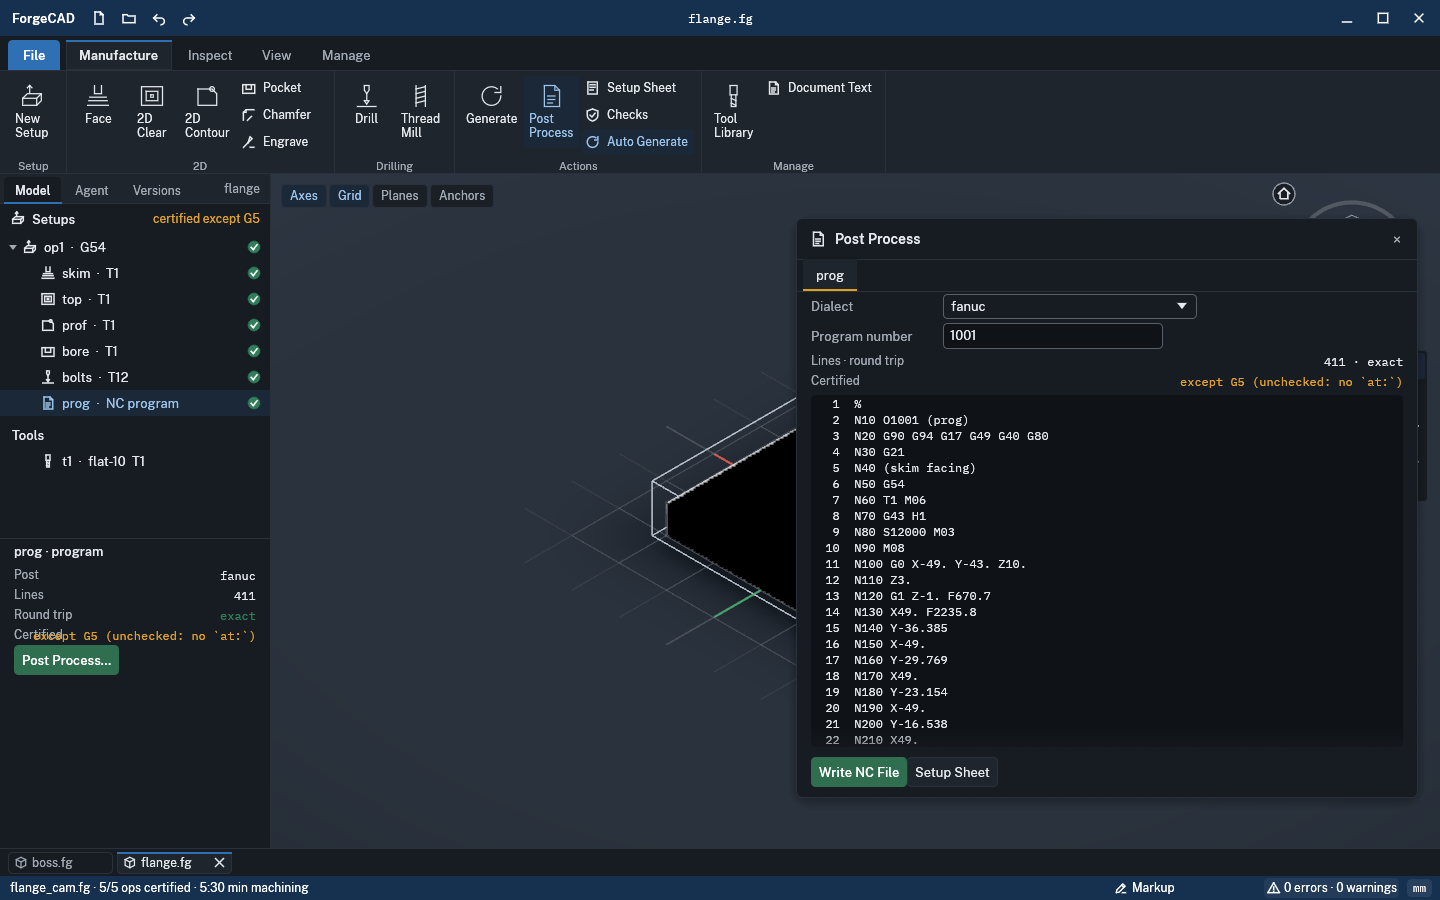 ForgeCAD
flange.fg
File
Manufacture
Inspect
View
Manage
New Setup
Face
2D Clear
2D Contour
Pocket
Chamfer
Engrave
Drill
Thread Mill
Generate
Post Process
Setup Sheet
Checks
Auto Generate
Tool Library
Document Text
Setup
2D
Drilling
Actions
Manage
Model
Agent
Versions
flange
Setups
certified except G5
op1 · G54
skim · T1
top · T1
prof · T1
bore · T1
bolts · T12
prog · NC program
Tools
t1 · flat-10 T1
prog · program
Post fanuc
Lines 411
Round trip exact
Certified except G5 (unchecked: no `at:`)
Post Process...
Axes
Grid
Planes
Anchors
Post Process
×
prog
Dialect fanuc
Program number 1001
Lines · round trip 411 · exact
Certified except G5 (unchecked: no `at:`)
1 %
2 N10 O1001 (prog)
3 N20 G90 G94 G17 G49 G40 G80
4 N30 G21
5 N40 (skim facing)
6 N50 G54
7 N60 T1 M06
8 N70 G43 H1
9 N80 S12000 M03
10 N90 M08
11 N100 G0 X-49. Y-43. Z10.
12 N110 Z3.
13 N120 G1 Z-1. F670.7
14 N130 X49. F2235.8
15 N140 Y-36.385
16 N150 X-49.
17 N160 Y-29.769
18 N170 X49.
19 N180 Y-23.154
20 N190 X-49.
21 N200 Y-16.538
22 N210 X49.
Write NC File
Setup Sheet
boss.fg
flange.fg
flange_cam.fg · 5/5 ops certified · 5:30 min machining
Markup
0 errors · 0 warnings
mm